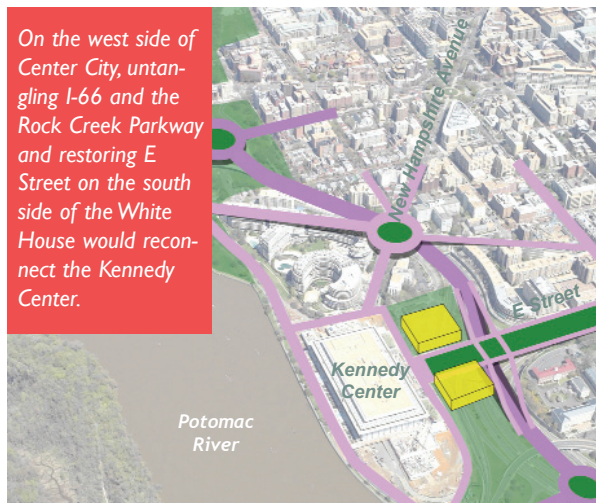 On the west side of
Center City, untan-
gling I-66 and the
Rock Creek Parkway
and restoring E
Street on the south
side of the White
House would recon-
nect the Kennedy
Center.
New Hampshire Avenue
E Street
Kennedy
Center
Potomac
River